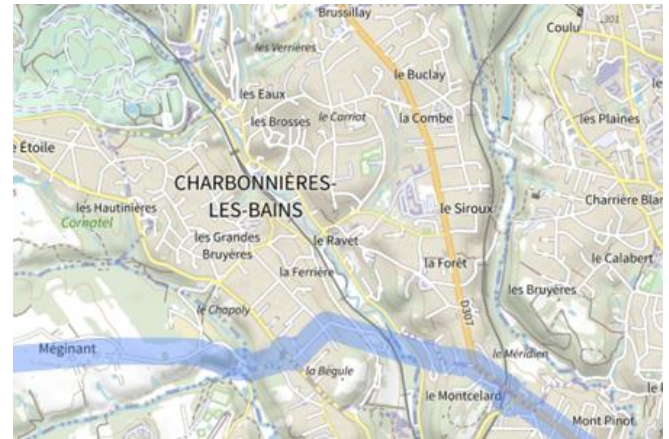 Brussillay
301
Coulu
les Verrières
le Buclay
les Eaux
les Brosses
le Carriot
la Combe
les Plaines
Étoile
CHARBONNIÈRES-
LES-BAINS
Charrière Blan
les Hautinières
Cornatel
le Siroux
les Grandes
Bruyères
le Ravet
la Ferrière
la Forêt
le Calabert
les Bruyères
le Chapoly
D307
Méginant
le Méridien
la Bégule
le Montcelard
Mont Pinot